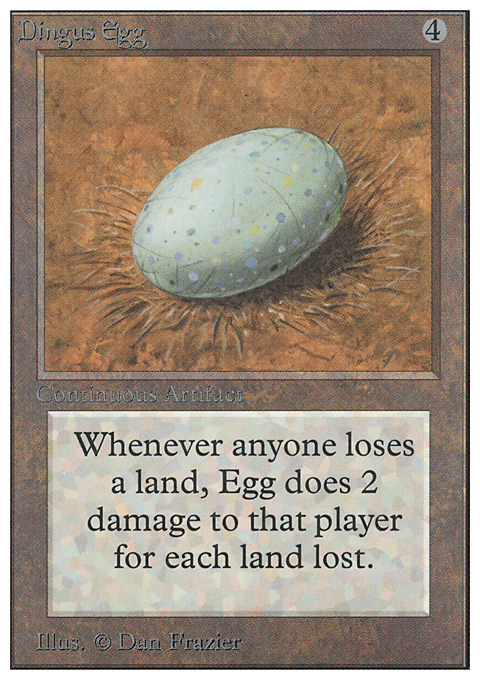 Dingus Egg 4
Continuous Artifact
Whenever anyone loses
a land, Egg does 2
damage to that player
for each land lost.
Illus. © Dan Frazier